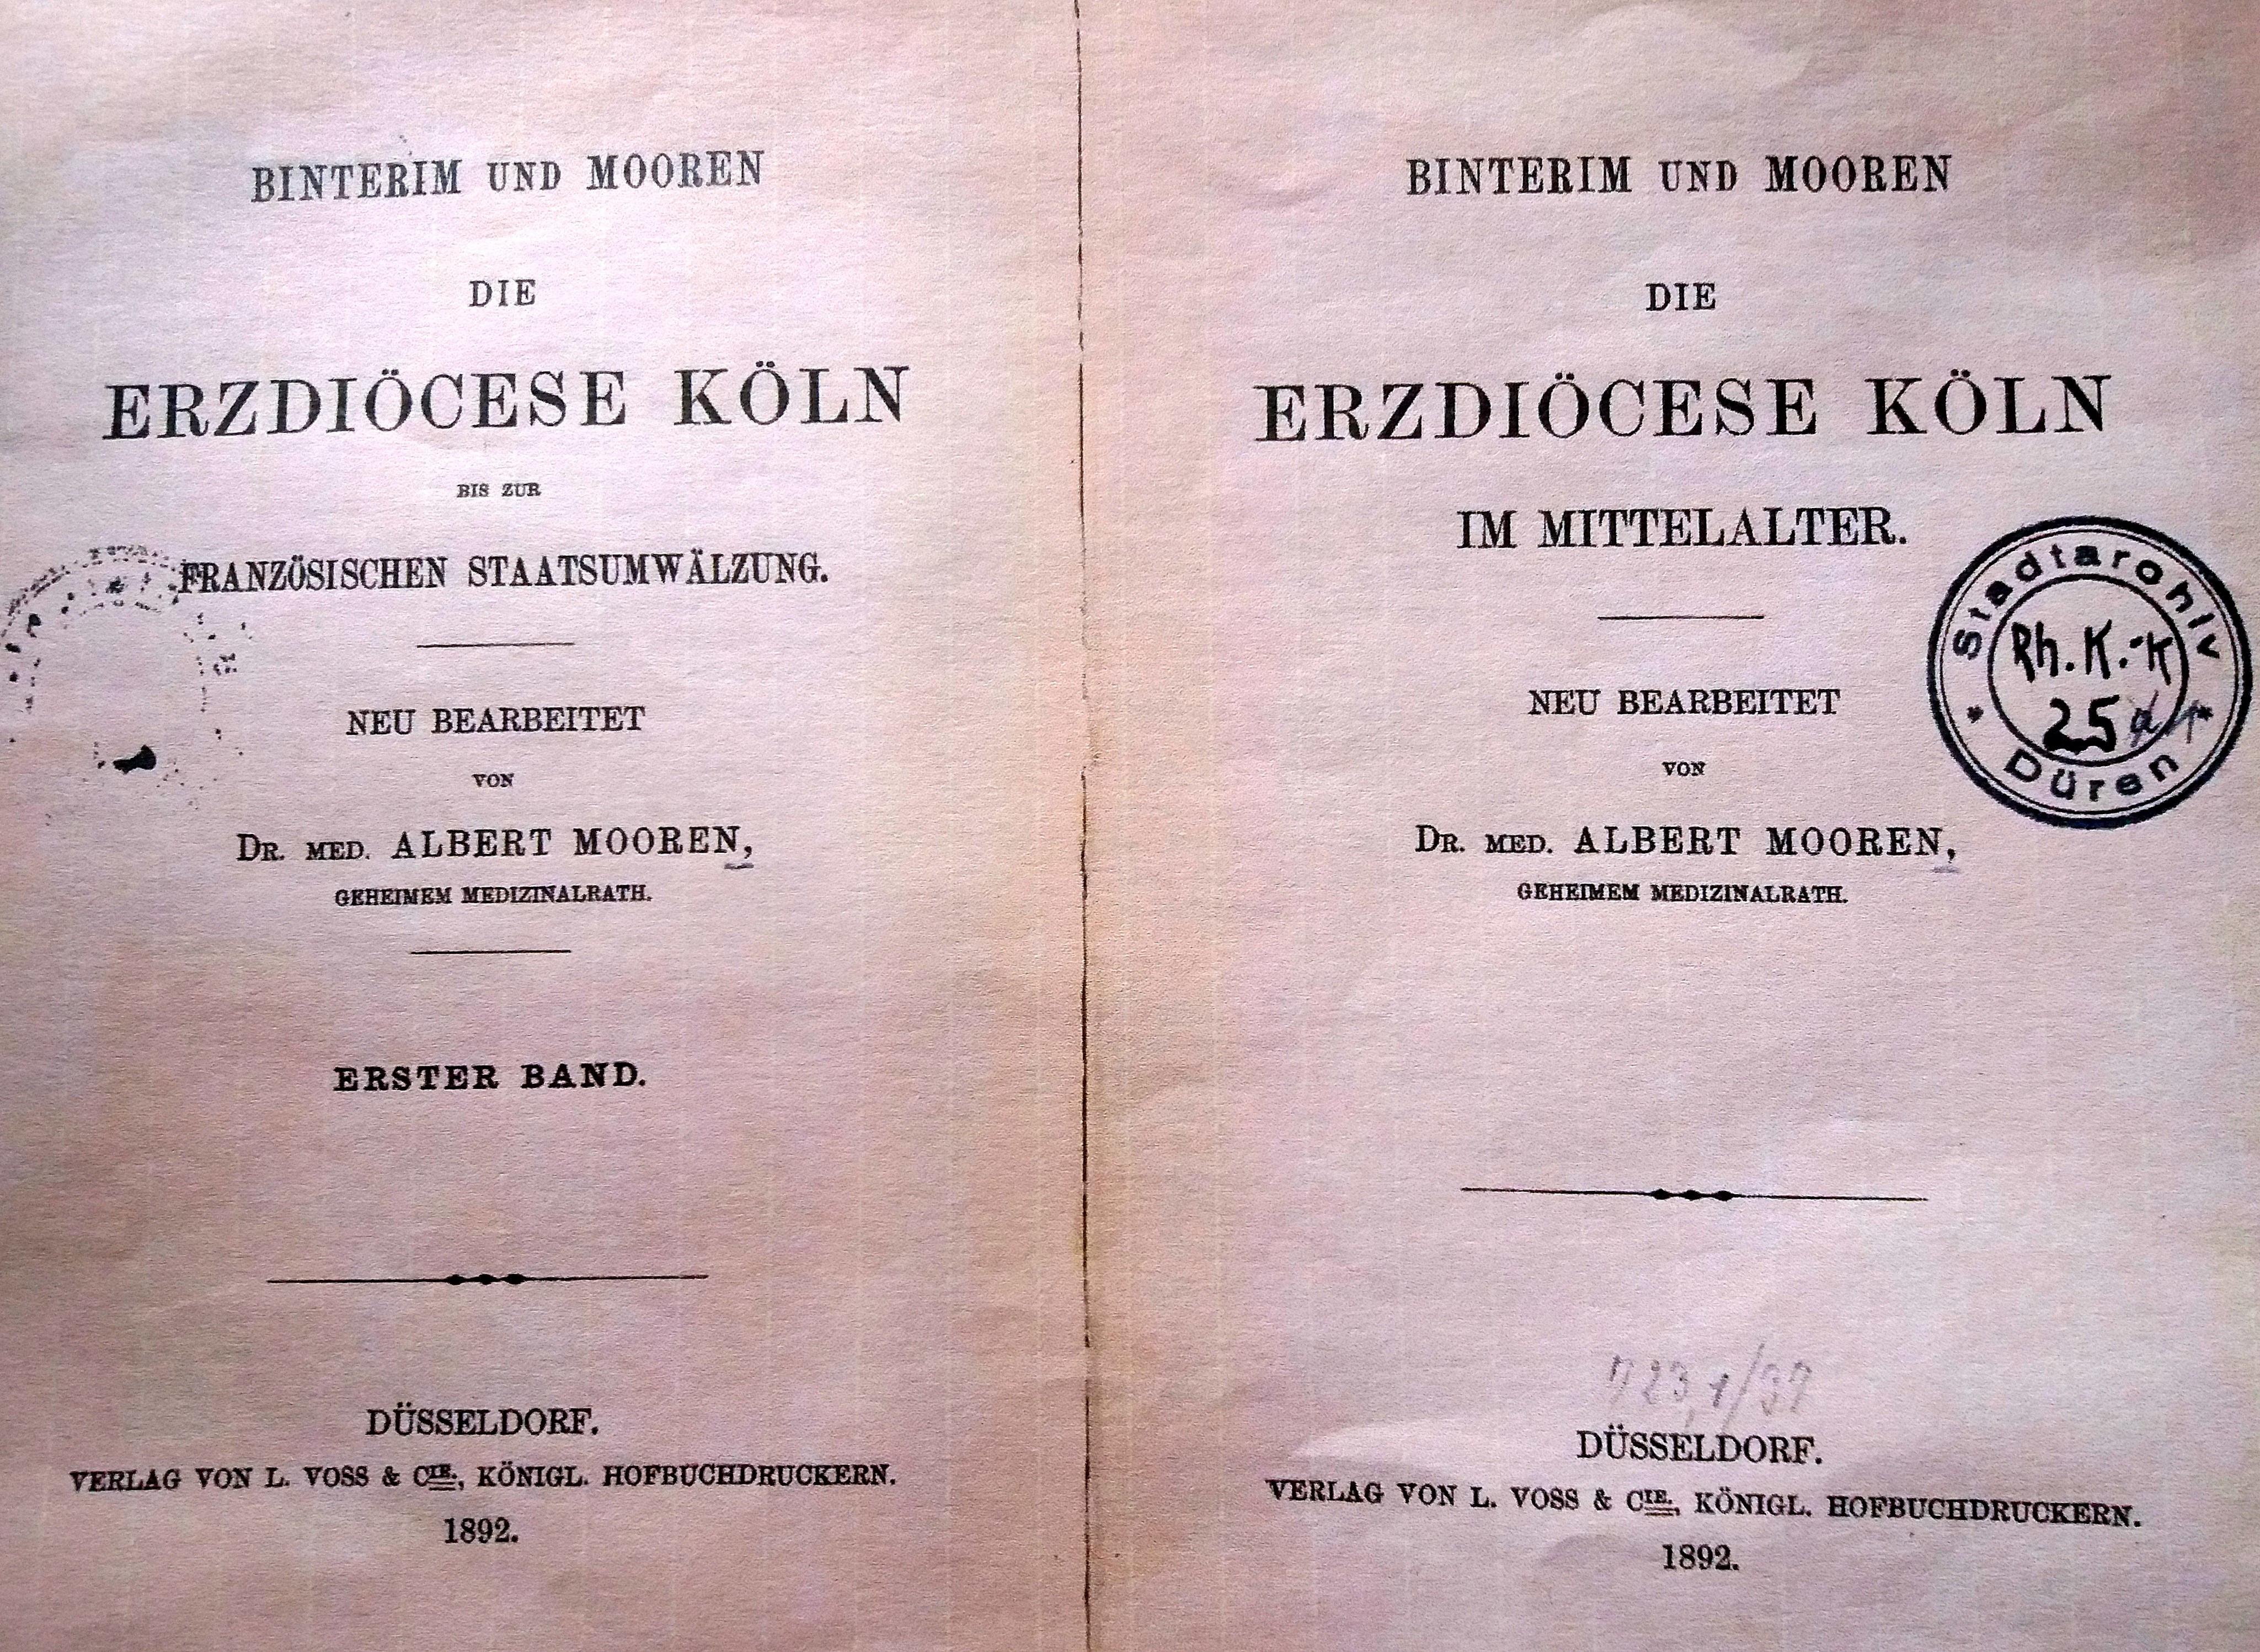 BINTERIM UND MOOREN
DIE
ERZDIÖCESE KÖLN
BIS ZUR
FRANZÖSISCHEN STAATSUMWÄLZUNG.
NEU BEARBEITET
VON
DR. MED. ALBERT MOOREN,
GEHEIMEM MEDIZINALRATH.
ERSTER BAND.
DÜSSELDORF.
VERLAG VON L. VOSS & CIE., KÖNIGL. HOFBUCHDRUCKERN.
1892.
BINTERIM UND MOOREN
DIE
ERZDIÖCESE KÖLN
IM MITTELALTER.
Stadtarchiv
Rh. K.-K
25
* Düren *
NEU BEARBEITET
VON
DR. MED. ALBERT MOOREN,
GEHEIMEM MEDIZINALRATH.
723,1/37
DÜSSELDORF.
VERLAG VON L. VOSS & CIE., KÖNIGL. HOFBUCHDRUCKERN.
1892.